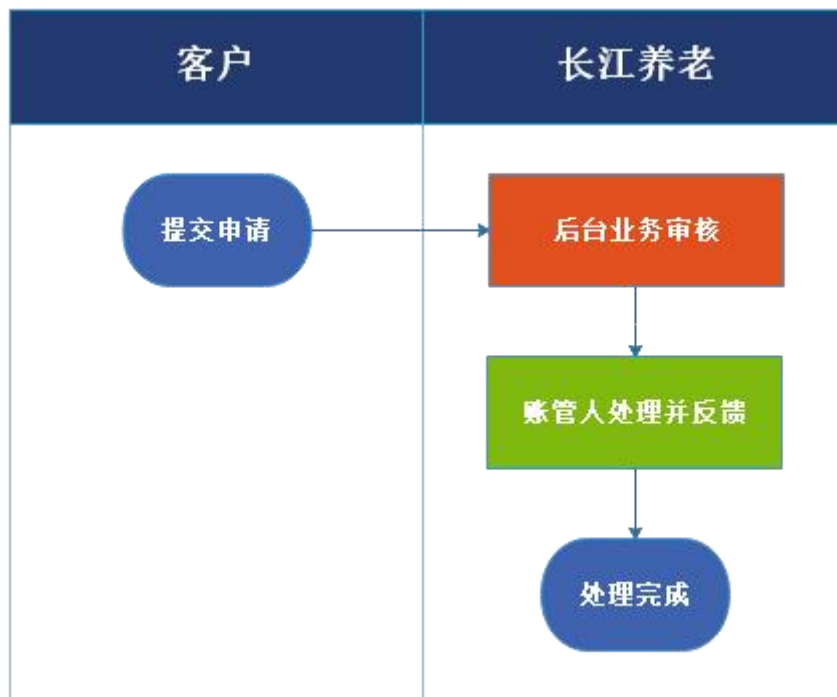 客户
长江养老
提交申请
后台业务审核
账管人处理并反馈
处理完成